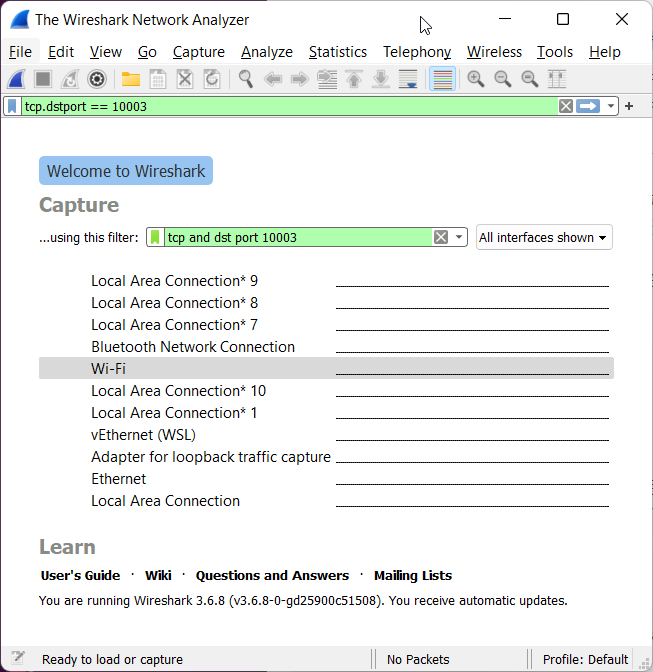 The Wireshark Network Analyzer
File Edit View Go Capture Analyze Statistics Telephony Wireless Tools Help
tcp.dstport == 10003
+
Welcome to Wireshark
Capture
...using this filter: tcp and dst port 10003 All interfaces shown
Local Area Connection* 9
Local Area Connection* 8
Local Area Connection* 7
Bluetooth Network Connection
Wi-Fi
Local Area Connection* 10
Local Area Connection* 1
vEthernet (WSL)
Adapter for loopback traffic capture
Ethernet
Local Area Connection
Learn
User's Guide · Wiki · Questions and Answers · Mailing Lists
You are running Wireshark 3.6.8 (v3.6.8-0-gd25900c51508). You receive automatic updates.
Ready to load or capture No Packets Profile: Default